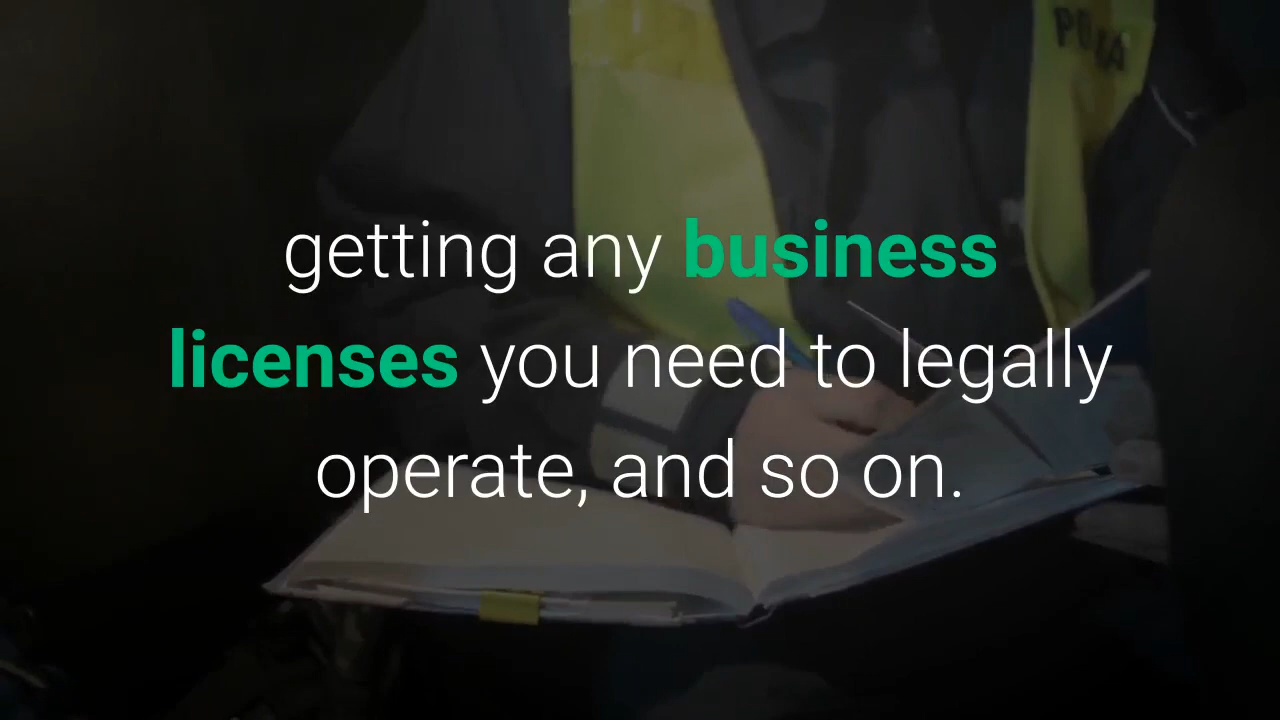 getting any business
licenses you need to legally
operate, and so on.